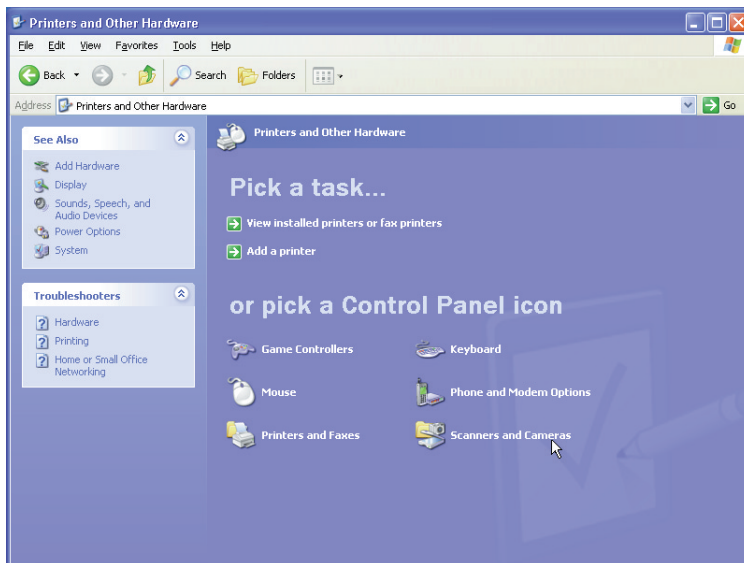 Printers and Other Hardware
File Edit View Favorites Tools Help
Back Search Folders
Address Printers and Other Hardware Go
See Also
Add Hardware
Display
Sounds, Speech, and
Audio Devices
Power Options
System
Troubleshooters
Hardware
Printing
Home or Small Office
Networking
Printers and Other Hardware
Pick a task...
View installed printers or fax printers
Add a printer
or pick a Control Panel icon
Game Controllers
Keyboard
Mouse
Phone and Modem Options
Printers and Faxes
Scanners and Cameras